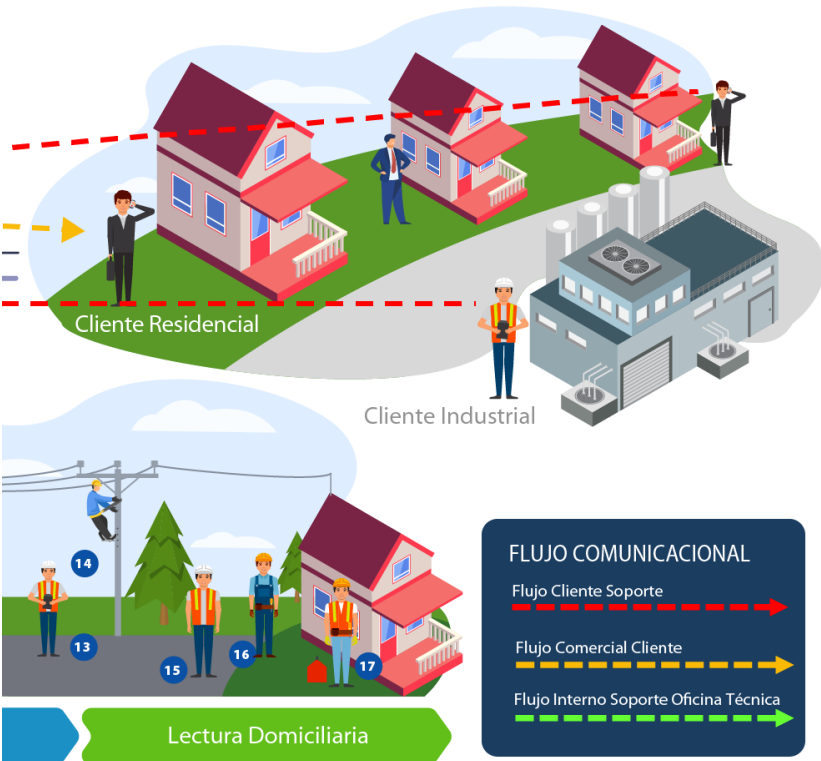 Cliente Residencial
Cliente Industrial
14
13
15
16
17
Lectura Domiciliaria
FLUJO COMUNICACIONAL
Flujo Cliente Soporte
Flujo Comercial Cliente
Flujo Interno Soporte Oficina Técnica